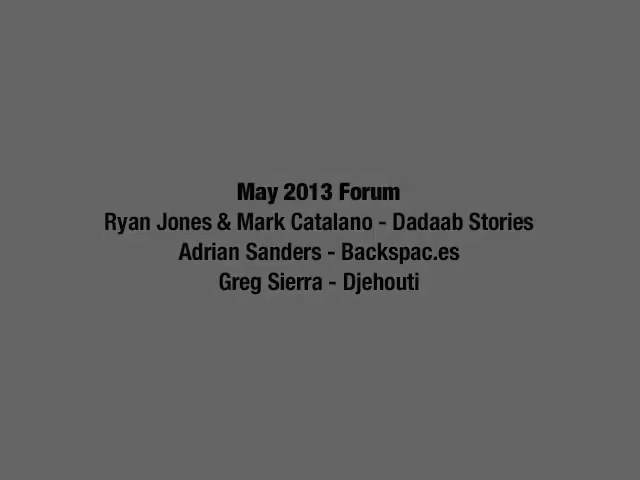 May 2013 Forum
Ryan Jones & Mark Catalano - Dadaab Stories
Adrian Sanders - Backspac.es
Greg Sierra - Djehouti